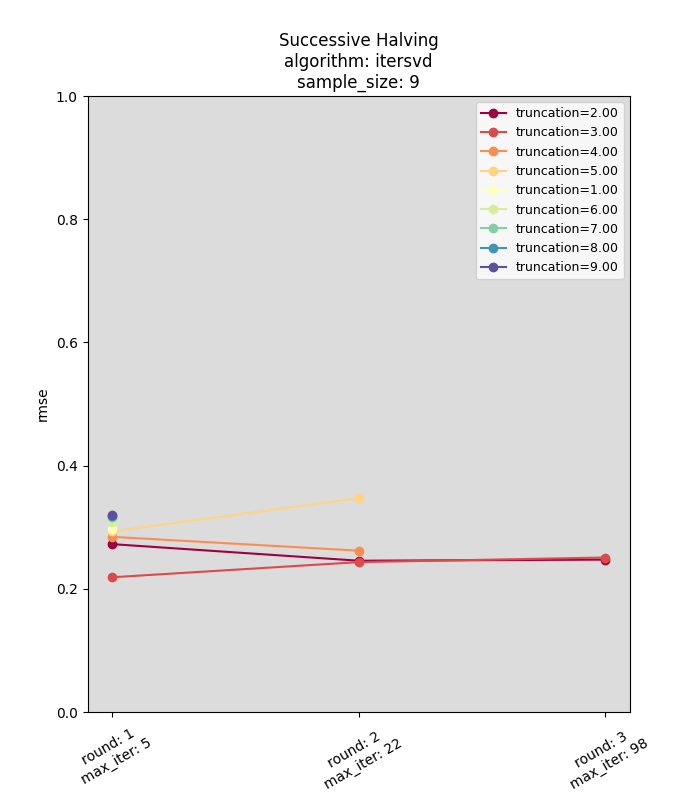 Successive Halving
algorithm: itersvd
sample_size: 9
truncation=2.00
truncation=3.00
truncation=4.00
truncation=5.00
truncation=1.00
truncation=6.00
truncation=7.00
truncation=8.00
truncation=9.00
1.0
0.8
0.6
0.4
0.2
0.0
rmse
round: 1
max_iter: 5
round: 2
max_iter: 22
round: 3
max_iter: 98